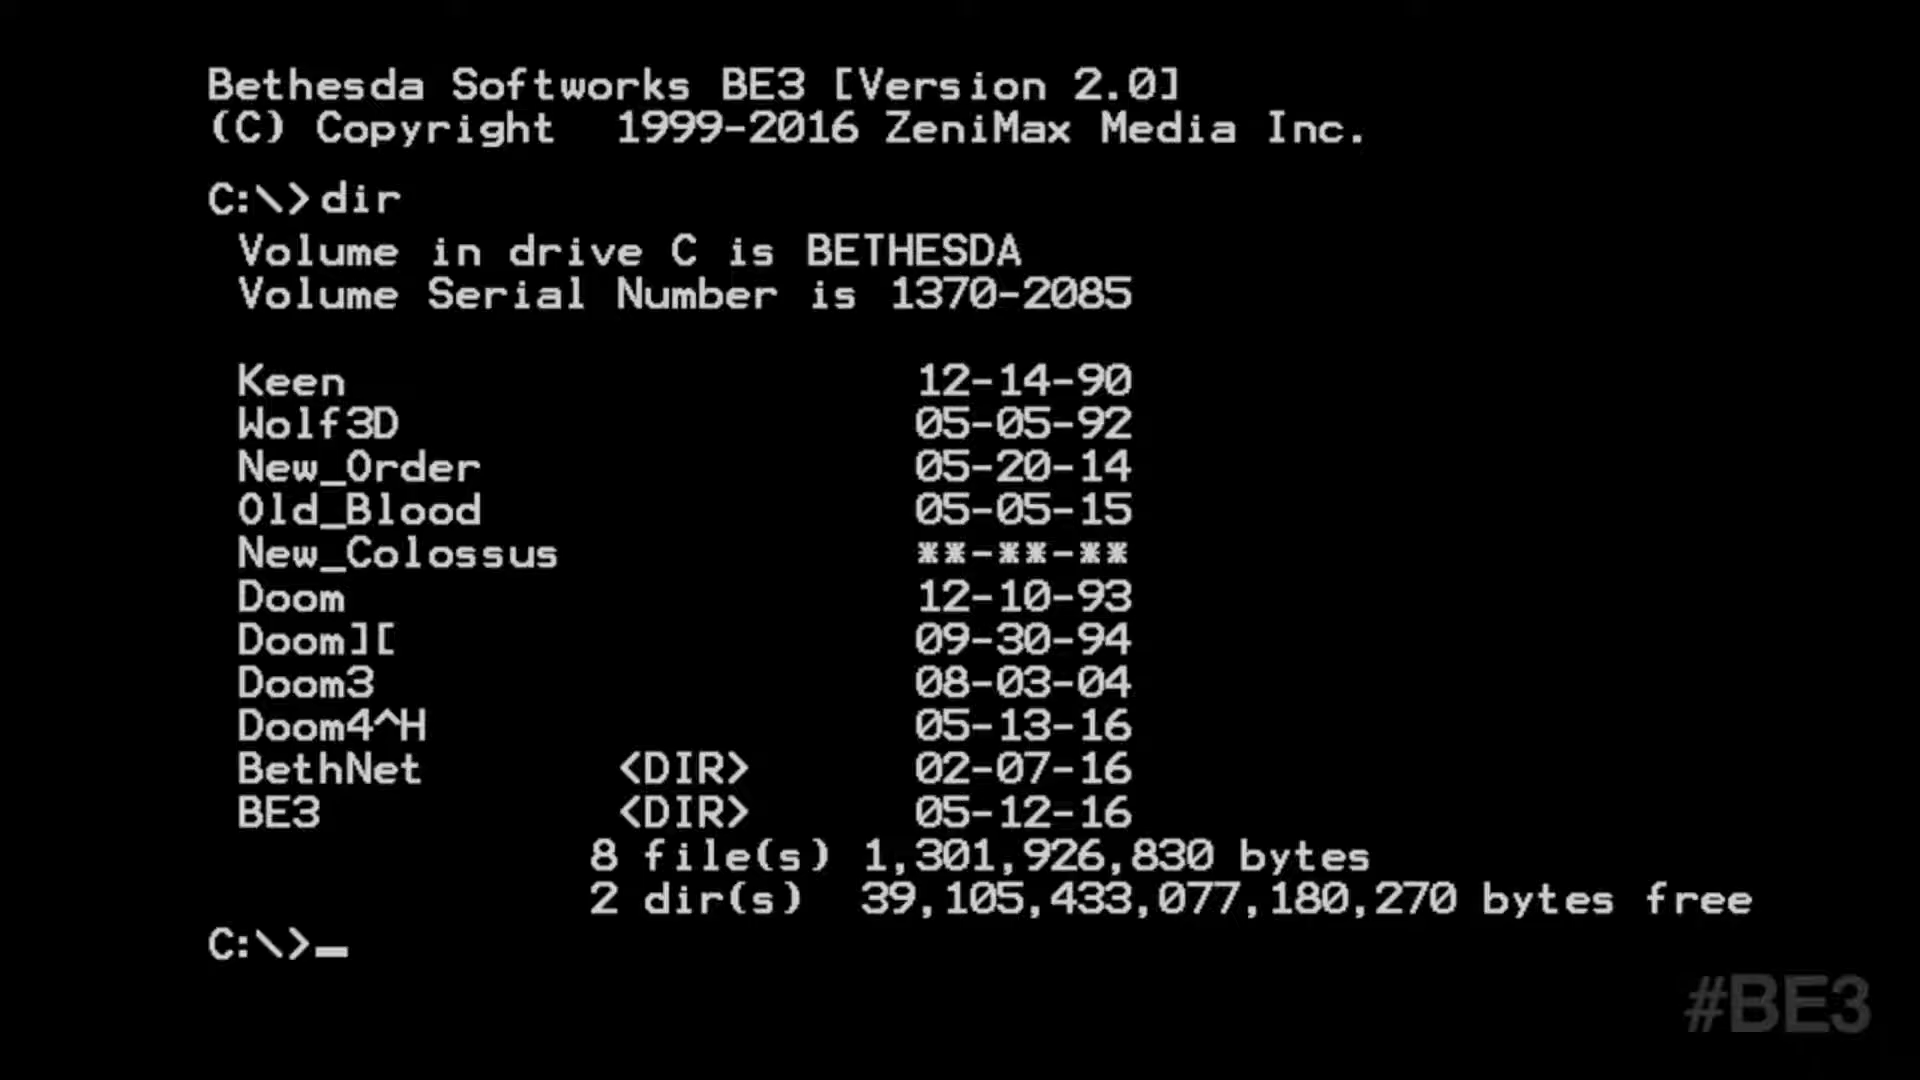 Bethesda Softworks BE3 [Version 2.0]
(C) Copyright  1999-2016 ZeniMax Media Inc.
C:\>dir
Volume in drive C is BETHESDA
Volume Serial Number is 1370-2085
Keen 12-14-90
Wolf3D 05-05-92
New_Order 05-20-14
Old_Blood 05-05-15
New_Colossus **-**-**
Doom 12-10-93
Doom][ 09-30-94
Doom3 08-03-04
Doom4^H 05-13-16
BethNet <DIR> 02-07-16
BE3 <DIR> 05-12-16
8 file(s) 1,301,926,830 bytes
2 dir(s)  39,105,433,077,180,270 bytes free
C:\>_
#BE3